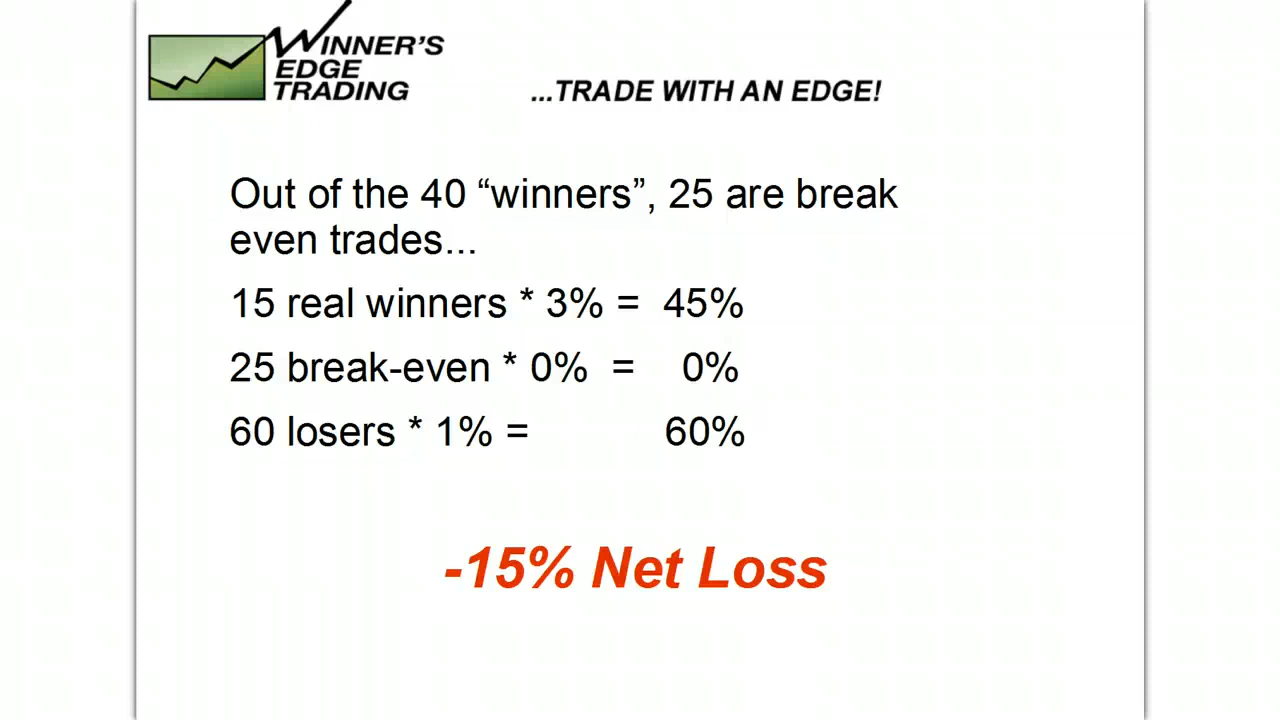 WINNER'S
EDGE
TRADING
...TRADE WITH AN EDGE!
Out of the 40 “winners”, 25 are break
even trades...
15 real winners * 3% = 45%
25 break-even * 0% = 0%
60 losers * 1% = 60%
-15% Net Loss